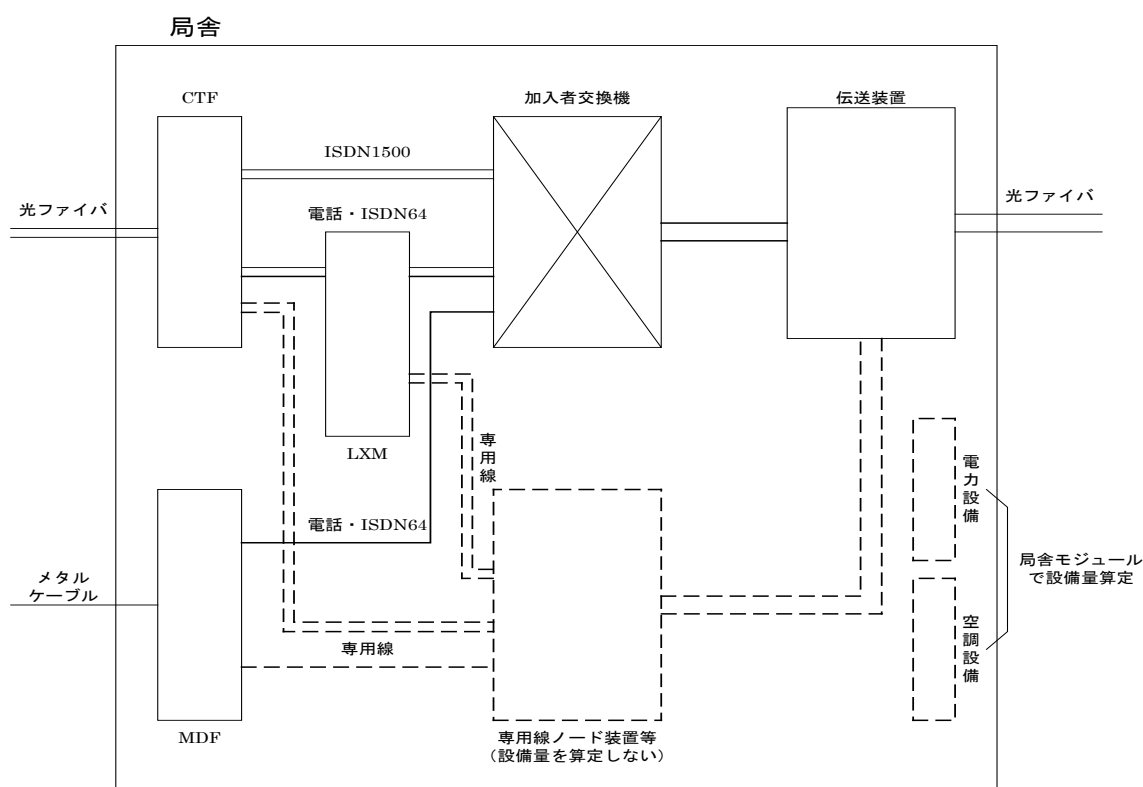 局舎
CTF
加入者交換機
伝送装置
ISDN1500
光ファイバ
光ファイバ
電話・ISDN64
LXM
専用線
電力設備
電話・ISDN64
局舎モジュール
で設備量算定
メタル
ケーブル
空調設備
専用線
MDF
専用線ノード装置等
(設備量を算定しない)